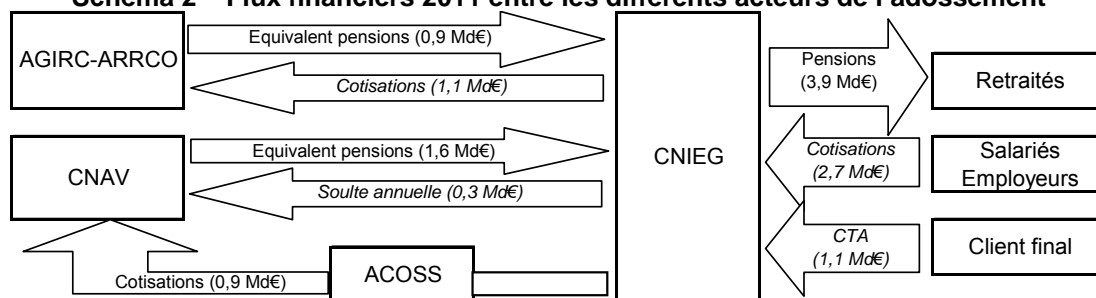 Schéma 2 – Flux financiers 2011 entre les différents acteurs de l'adossement
AGIRC-ARRCO
Equivalent pensions (0,9 Md€)
Cotisations (1,1 Md€)
CNAV
Equivalent pensions (1,6 Md€)
Soulte annuelle (0,3 Md€)
Cotisations (0,9 Md€)
ACOSS
CNIEG
Pensions
(3,9 Md€)
Retraités
Cotisations
(2,7 Md€)
Salariés
Employeurs
CTA
(1,1 Md€)
Client final